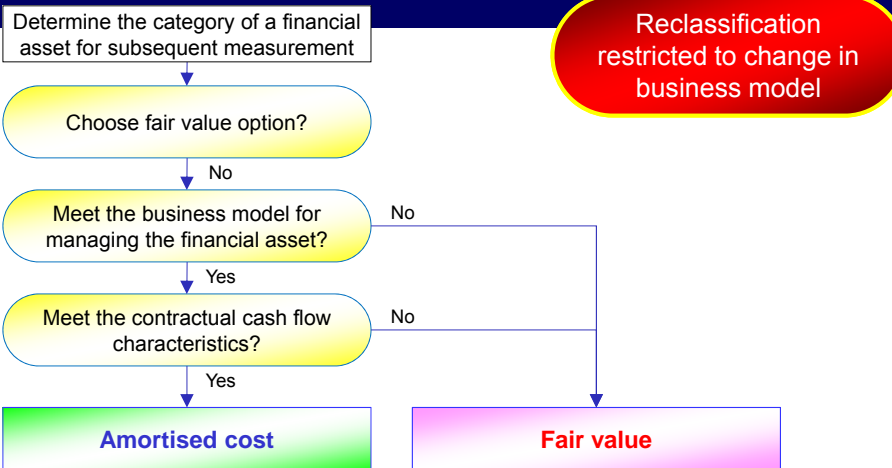 Determine the category of a financial
asset for subsequent measurement
Reclassification
restricted to change in
business model
Choose fair value option?
No
Meet the business model for
managing the financial asset?
No
Yes
Meet the contractual cash flow
characteristics?
No
Yes
Amortised cost
Fair value